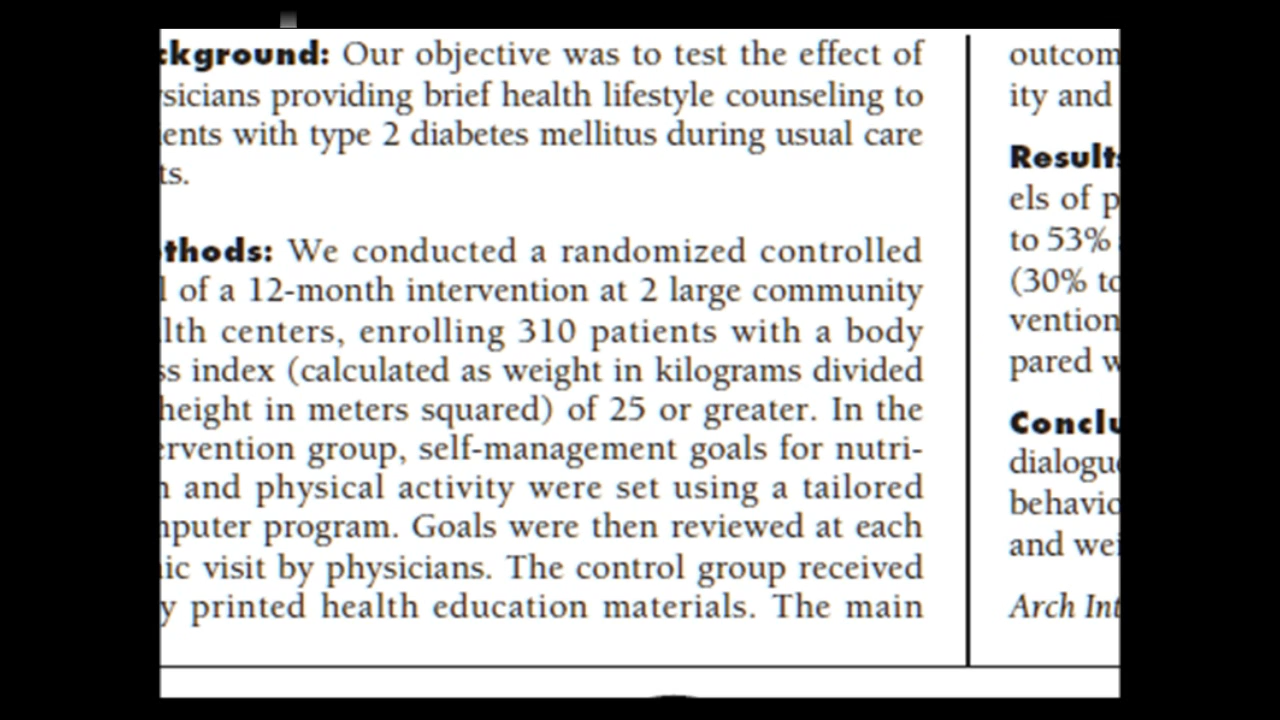 ckground: Our objective was to test the effect of
sicians providing brief health lifestyle counseling to
ents with type 2 diabetes mellitus during usual care
ts.
thods: We conducted a randomized controlled
l of a 12-month intervention at 2 large community
lth centers, enrolling 310 patients with a body
ss index (calculated as weight in kilograms divided
height in meters squared) of 25 or greater. In the
ervention group, self-management goals for nutri-
n and physical activity were set using a tailored
mputer program. Goals were then reviewed at each
ic visit by physicians. The control group received
y printed health education materials. The main
outcom
ity and
Results
els of p
to 53%
(30% to
vention
pared w
Conclu
dialogue
behavio
and wei
Arch Int